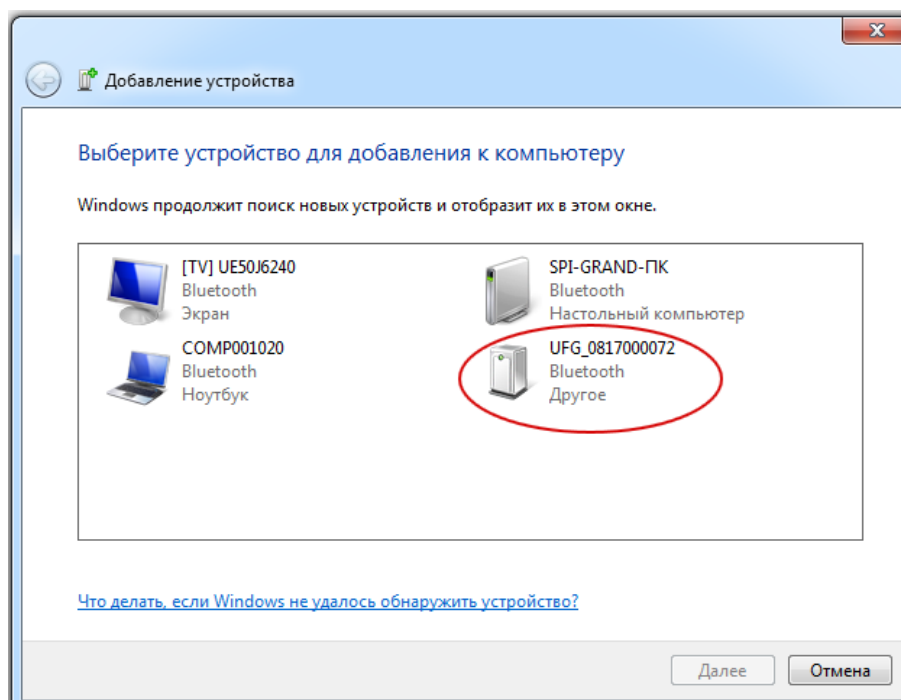 Добавление устройства
Выберите устройство для добавления к компьютеру
Windows продолжит поиск новых устройств и отобразит их в этом окне.
[TV] UE50J6240
Bluetooth
Экран
SPI-GRAND-ПК
Bluetooth
Настольный компьютер
COMP001020
Bluetooth
Ноутбук
UFG_0817000072
Bluetooth
Другое
Что делать, если Windows не удалось обнаружить устройство?
Далее
Отмена